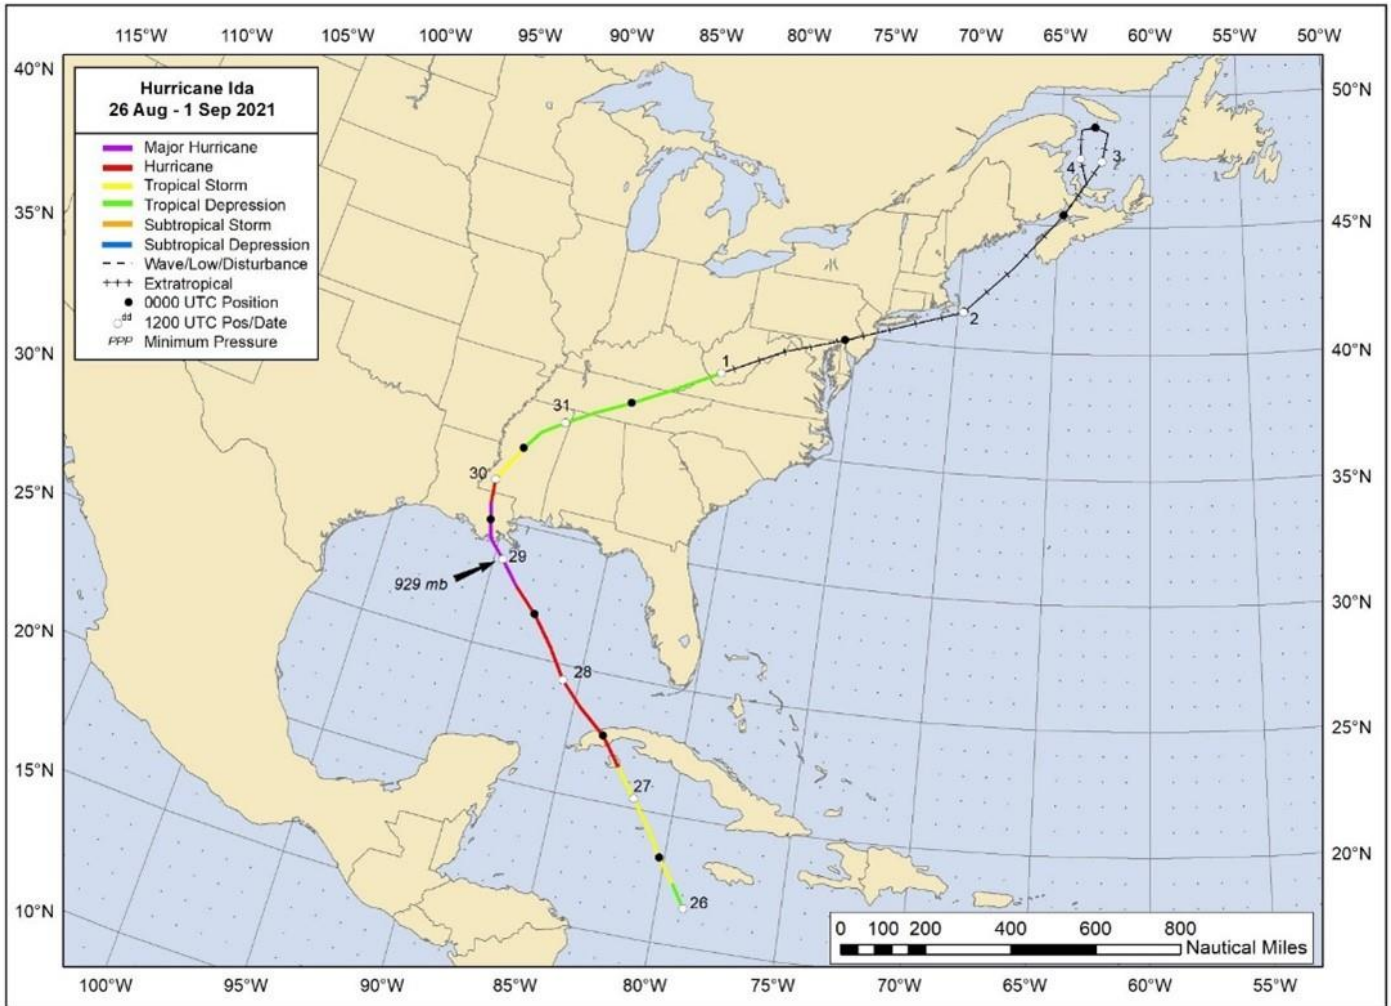 115°W 110°W 105°W 100°W 95°W 90°W 85°W 80°W 75°W 70°W 65°W 60°W 55°W 50°W
40°N
50°N
Hurricane Ida
26 Aug - 1 Sep 2021
Major Hurricane
Hurricane
Tropical Storm
Tropical Depression
Subtropical Storm
Subtropical Depression
Wave/Low/Disturbance
Extratropical
0000 UTC Position
dd 1200 UTC Pos/Date
PPP Minimum Pressure
4 3
35°N
45°N
2
30°N
40°N
1
31
30
25°N
35°N
29
929 mb
30°N
20°N
28
25°N
15°N
27
20°N
26
10°N
0 100 200 400 600 800
Nautical Miles
100°W 95°W 90°W 85°W 80°W 75°W 70°W 65°W 60°W 55°W